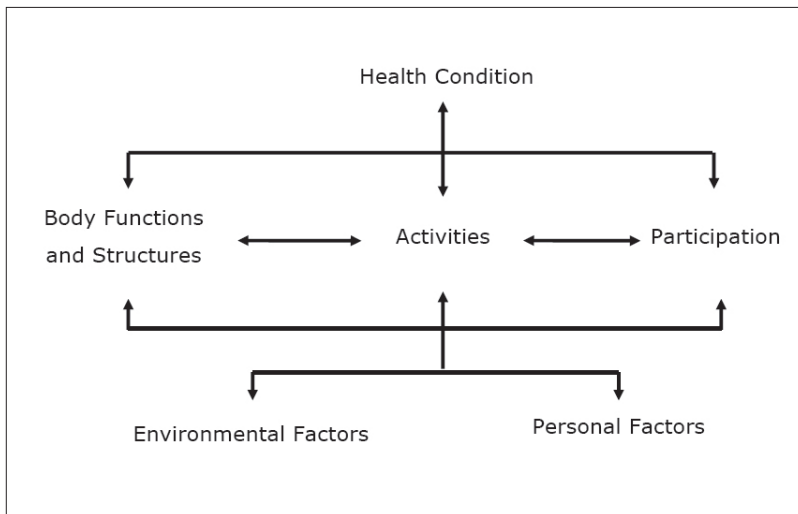 Health Condition
Body Functions
and Structures
Activities
Participation
Environmental Factors
Personal Factors